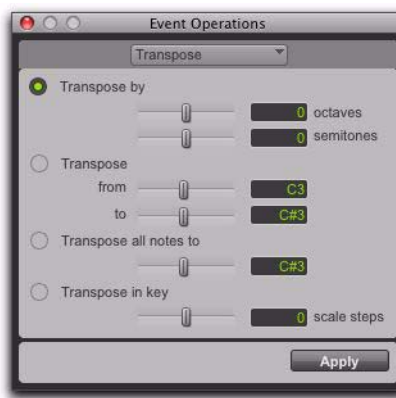 Event Operations
Transpose
Transpose by
0 octaves
0 semitones
Transpose
from C3
to C#3
Transpose all notes to
C#3
Transpose in key
0 scale steps
Apply